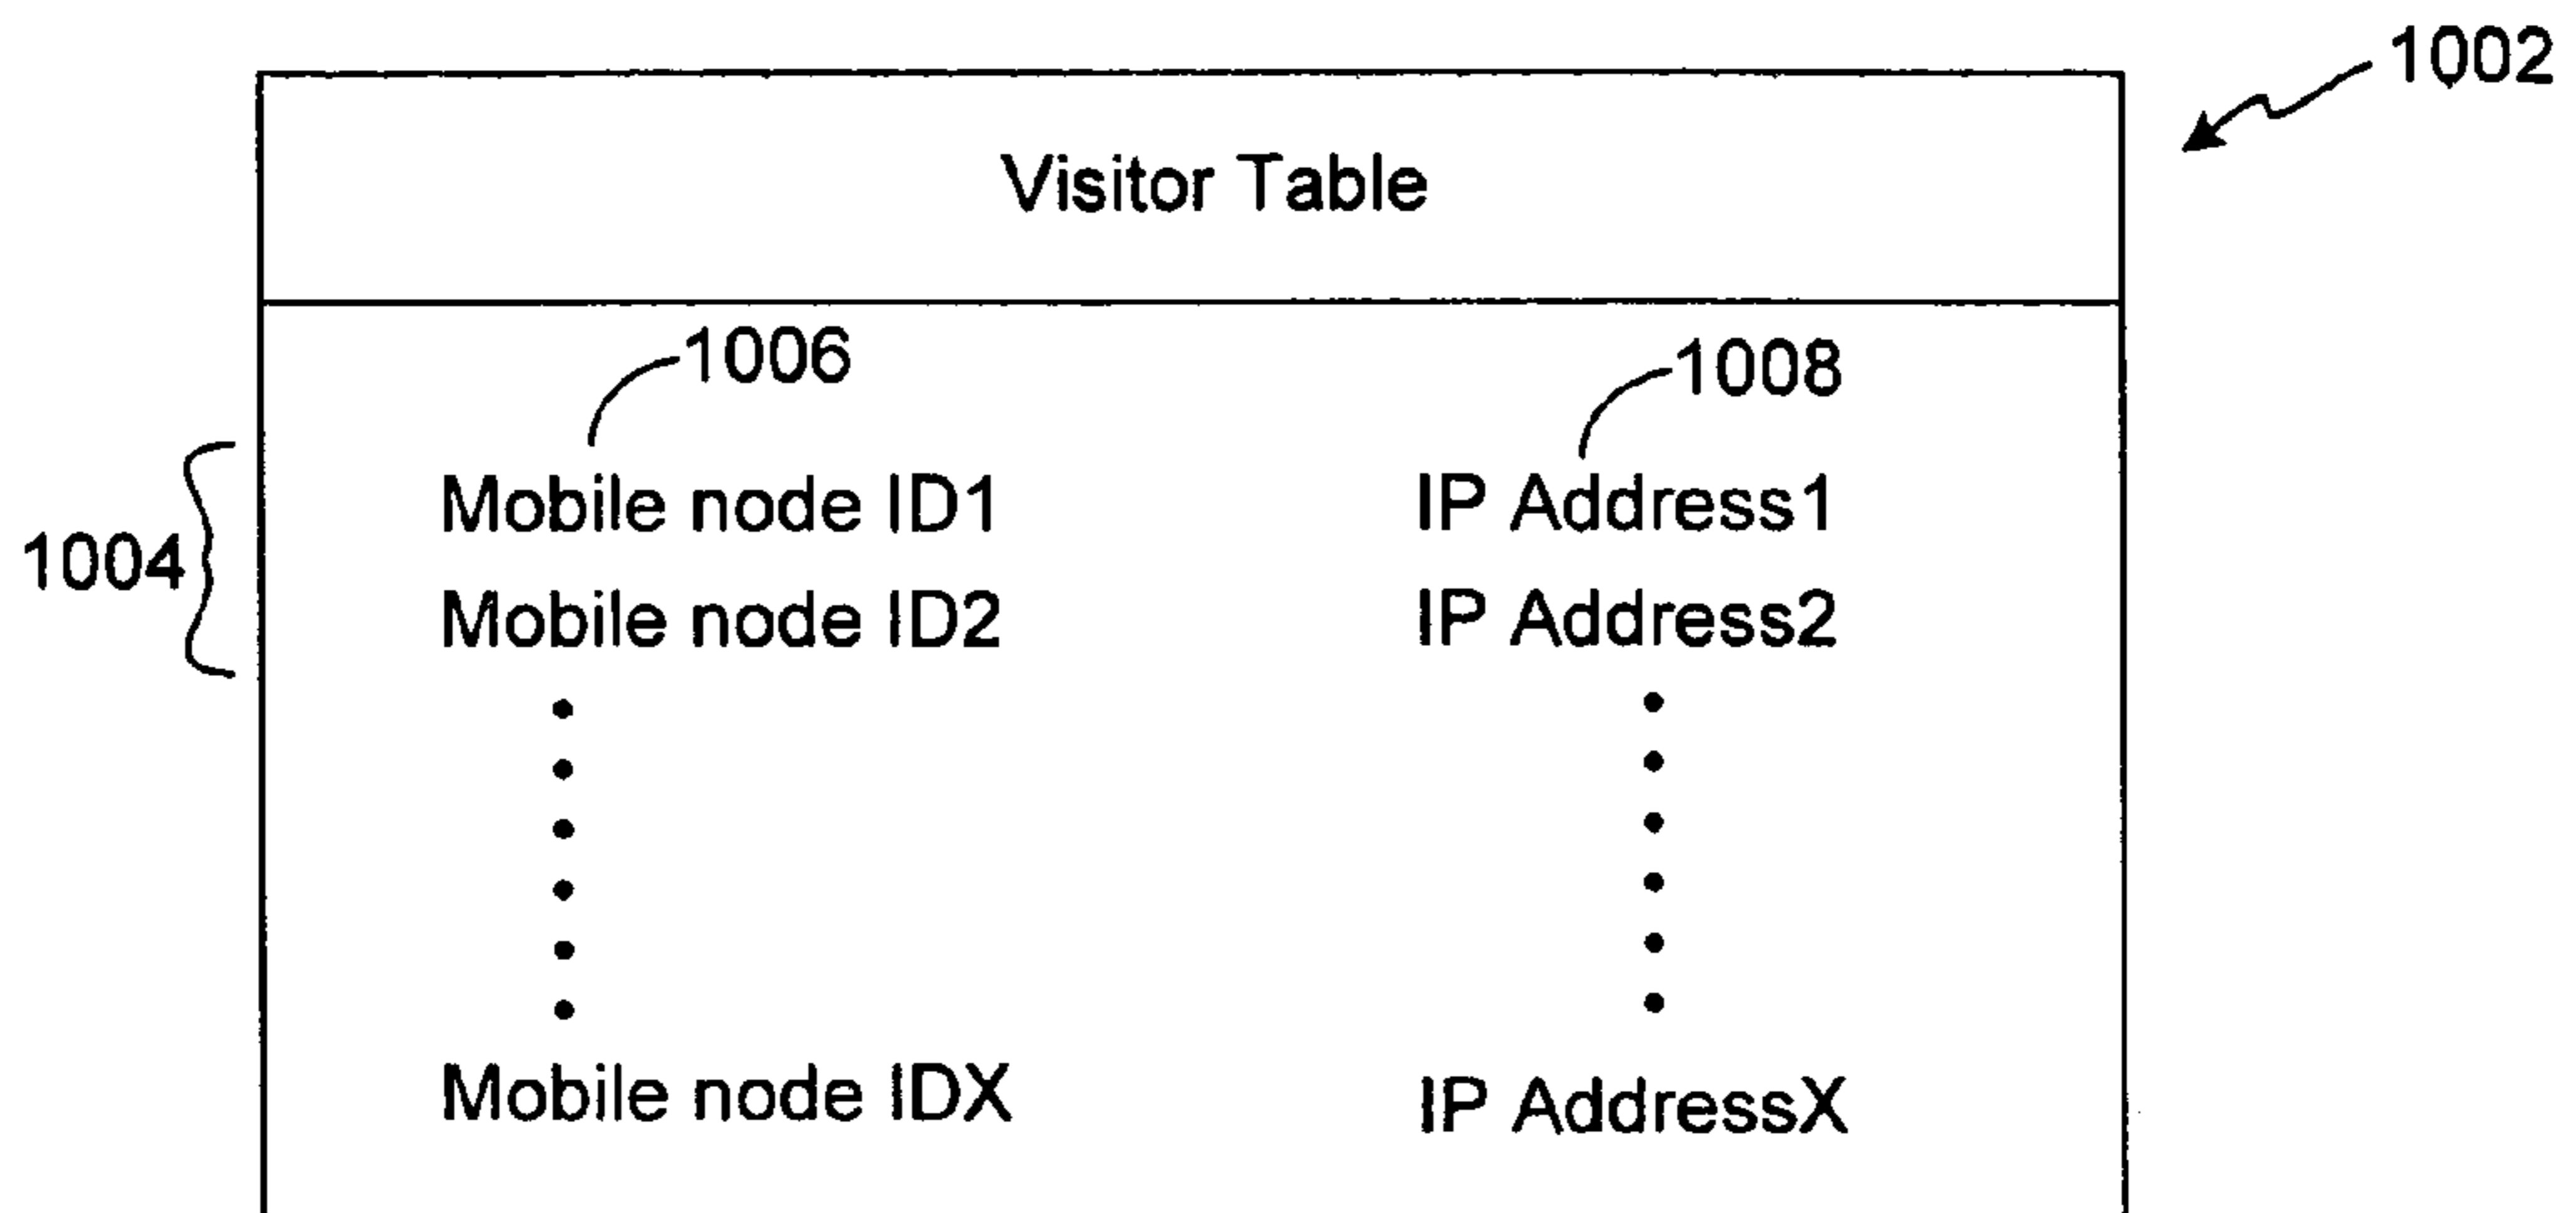 1002
Visitor Table
1006 1008
Mobile node ID1 IP Address1
1004
Mobile node ID2 IP Address2
Mobile node IDX IP AddressX